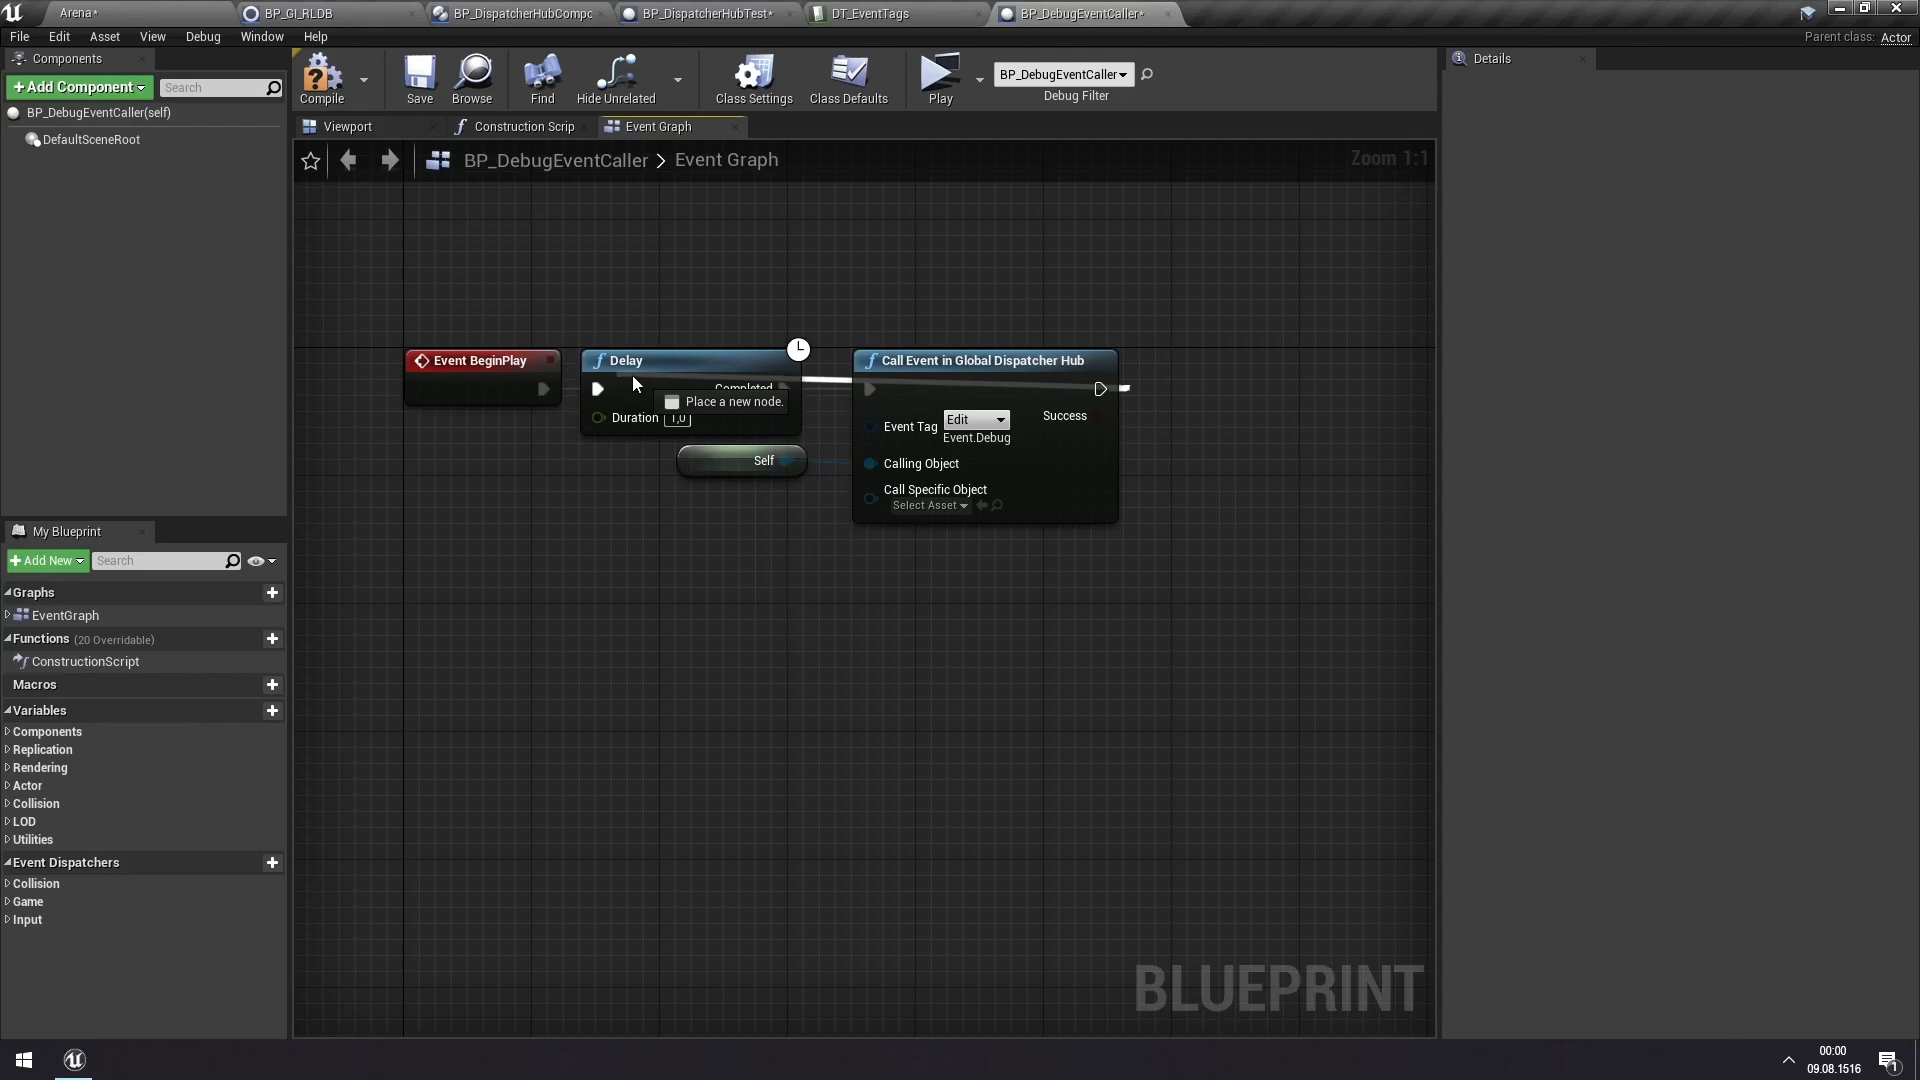 Arena*
BP_GI_RLDB
BP_DispatcherHubCompo
BP_DispatcherHubTest*
DT_EventTags
BP_DebugEventCaller*
File Edit Asset View Debug Window Help
Parent class: Actor
Components
+Add Component
Search
BP_DebugEventCaller(self)
DefaultSceneRoot
Compile
Save
Browse
Find
Hide Unrelated
Class Settings
Class Defaults
Play
BP_DebugEventCaller
Debug Filter
Details
Viewport
Construction Scrip
Event Graph
BP_DebugEventCaller > Event Graph
Zoom 1:1
Event BeginPlay
Delay
Completed
Place a new node.
Duration 1,0
Self
Call Event in Global Dispatcher Hub
Event Tag
Edit
Event.Debug
Success
Calling Object
Call Specific Object
Select Asset
My Blueprint
+Add New
Search
Graphs
EventGraph
Functions (20 Overridable)
ConstructionScript
Macros
Variables
Components
Replication
Rendering
Actor
Collision
LOD
Utilities
Event Dispatchers
Collision
Game
Input
BLUEPRINT
00:00
09.08.1516
1